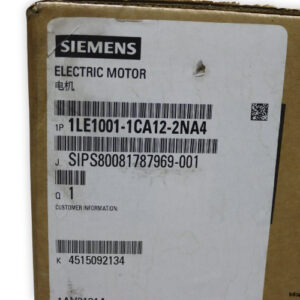 SIEMENS
ELECTRIC MOTOR
电机
1P 1LE1001-1CA12-2NA4
J SIPS80081787969-001
Q 1
CUSTOMER INFORMATION:
K 4515092134